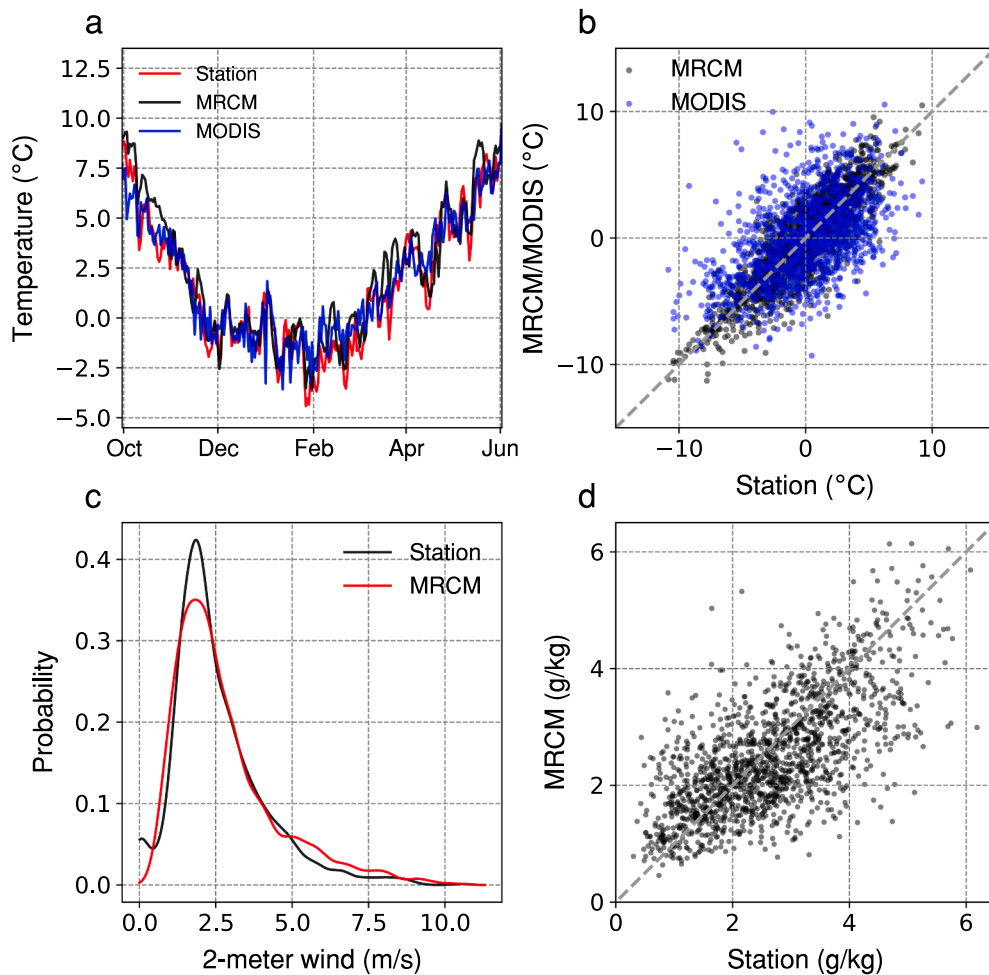 a
12.5
10.0
7.5
5.0
2.5
0.0
−2.5
−5.0
Temperature (°C)
Station
MRCM
MODIS
Oct
Dec
Feb
Apr
Jun
b
MRCM
MODIS
10
0
−10
MRCM/MODIS (°C)
−10
0
10
Station (°C)
c
Station
MRCM
0.4
0.3
0.2
0.1
0.0
Probability
0.0
2.5
5.0
7.5
10.0
2-meter wind (m/s)
d
6
4
2
0
MRCM (g/kg)
0
2
4
6
Station (g/kg)